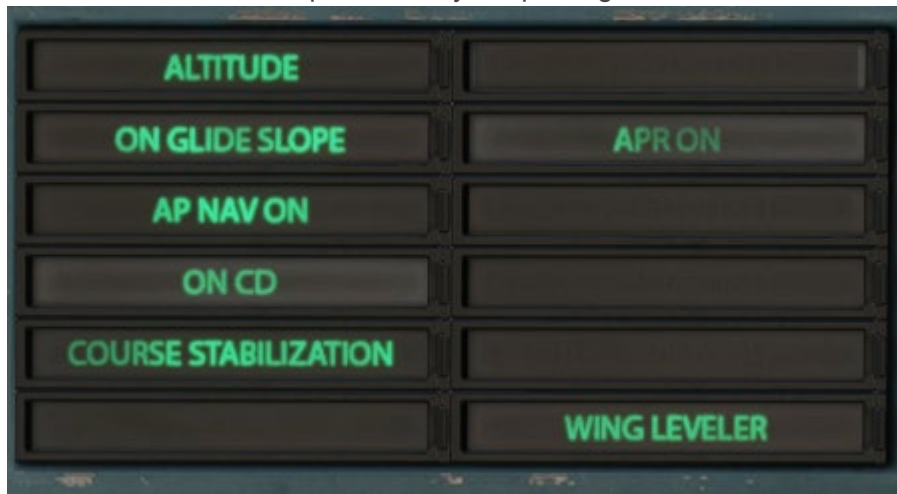 ALTITUDE
ON GLIDE SLOPE
APR ON
AP NAV ON
ON CD
COURSE STABILIZATION
WING LEVELER